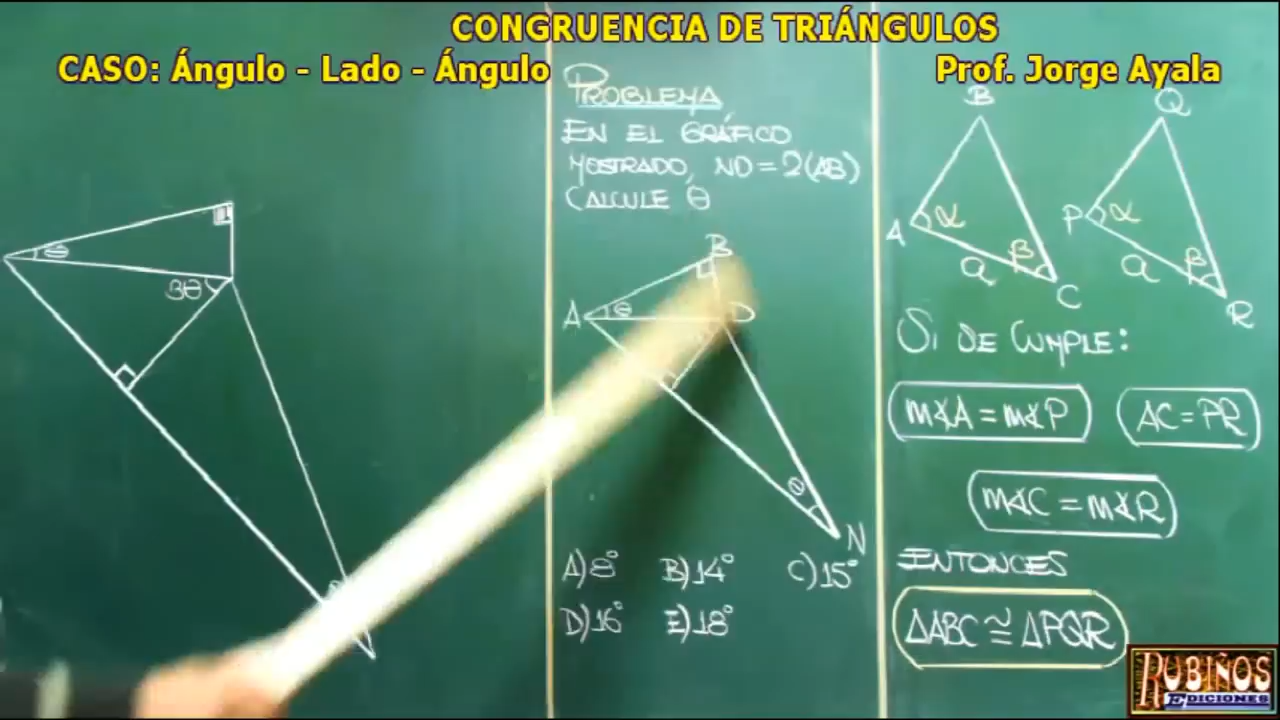 CONGRUENCIA DE TRIÁNGULOS
CASO: Ángulo - Lado - Ángulo
Prof. Jorge Ayala
PROBLEMA
EN EL GRÁFICO
MOSTRADO, ND = 2(AB)
CALCULE θ
B
A
θ
D
θ
N
A) 8°
B) 14°
C) 15°
D) 16°
E) 18°
θ
3θ
B
Q
A
α
P
α
a
β
a
β
C
R
SI SE CUMPLE:
m∢A = m∢P
AC = PR
m∢C = m∢R
ENTONCES
ΔABC ≅ ΔPQR
RUBIÑOS
EDICIONES